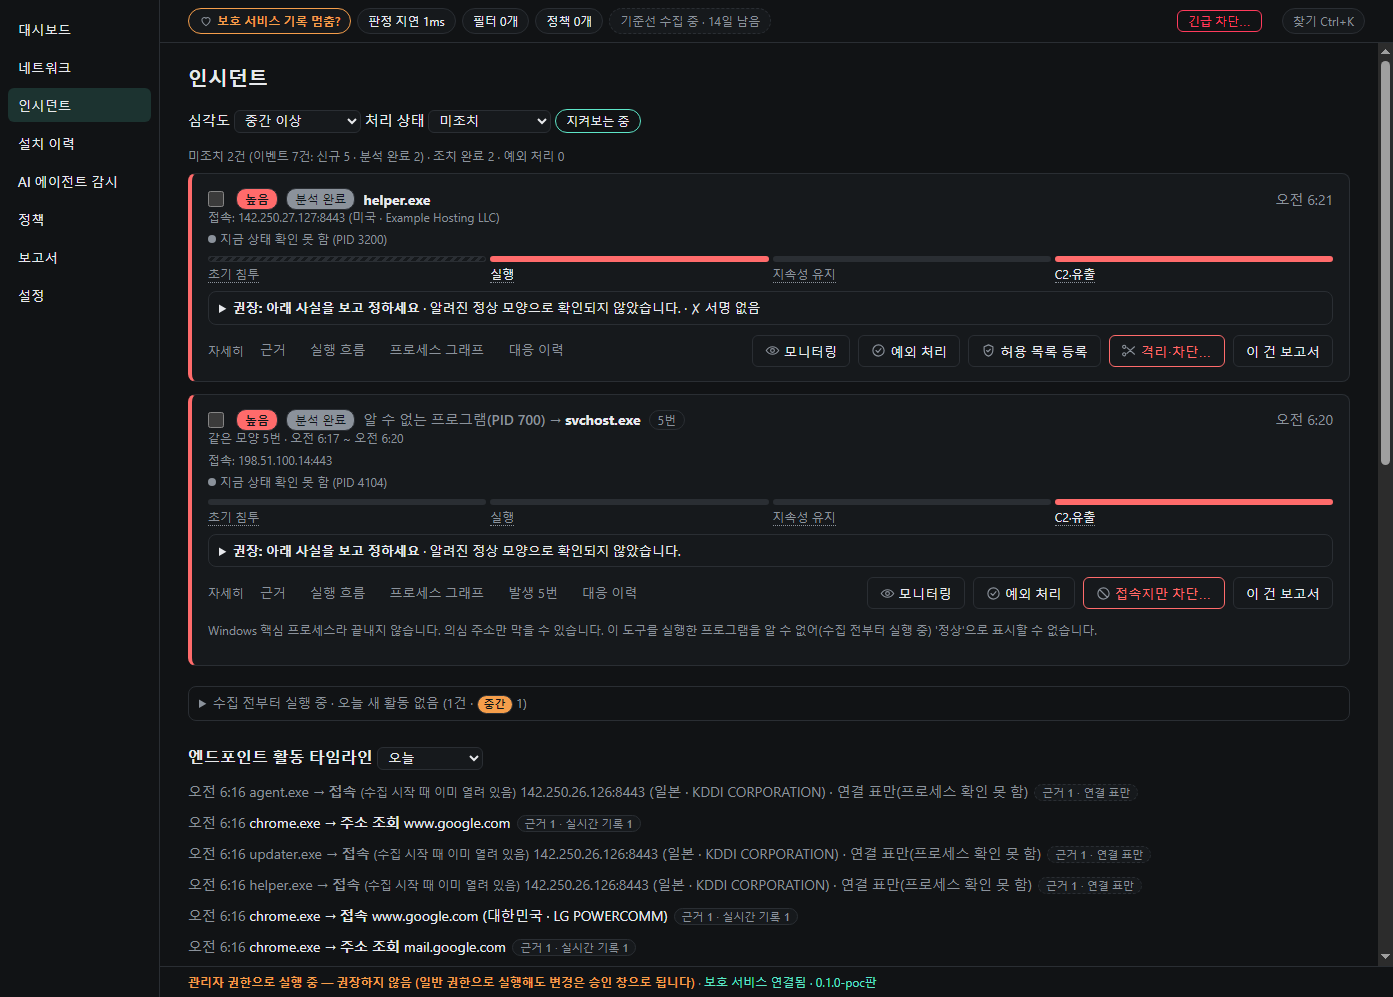 대시보드
네트워크
인시던트
설치 이력
AI 에이전트 감시
정책
보고서
설정
보호 서비스 기록 멈춤? 판정 지연 1ms 필터 0개 정책 0개 기준선 수집 중 · 14일 남음 긴급 차단... 찾기 Ctrl+K
인시던트
심각도 중간 이상 처리 상태 미조치 지켜보는 중
미조치 2건 (이벤트 7건: 신규 5 · 분석 완료 2) · 조치 완료 2 · 예외 처리 0
높음 분석 완료 helper.exe 오전 6:21
접속: 142.250.27.127:8443 (미국 · Example Hosting LLC)
지금 상태 확인 못 함 (PID 3200)
초기 침투 실행 지속성 유지 C2·유출
▶ 권장: 아래 사실을 보고 정하세요 · 알려진 정상 모양으로 확인되지 않았습니다. · ✗ 서명 없음
자세히 근거 실행 흐름 프로세스 그래프 대응 이력 모니터링 예외 처리 허용 목록 등록 격리·차단... 이 건 보고서
높음 분석 완료 알 수 없는 프로그램(PID 700) → svchost.exe 5번 오전 6:20
같은 모양 5번 · 오전 6:17 ~ 오전 6:20
접속: 198.51.100.14:443
지금 상태 확인 못 함 (PID 4104)
초기 침투 실행 지속성 유지 C2·유출
▶ 권장: 아래 사실을 보고 정하세요 · 알려진 정상 모양으로 확인되지 않았습니다.
자세히 근거 실행 흐름 프로세스 그래프 발생 5번 대응 이력 모니터링 예외 처리 접속지만 차단... 이 건 보고서
Windows 핵심 프로세스라 끝내지 않습니다. 의심 주소만 막을 수 있습니다. 이 도구를 실행한 프로그램을 알 수 없어(수집 전부터 실행 중) '정상'으로 표시할 수 없습니다.
▶ 수집 전부터 실행 중 · 오늘 새 활동 없음 (1건 · 중간 1)
엔드포인트 활동 타임라인 오늘
오전 6:16 agent.exe → 접속 (수집 시작 때 이미 열려 있음) 142.250.26.126:8443 (일본 · KDDI CORPORATION) · 연결 표만(프로세스 확인 못 함) 근거 1 · 연결 표만
오전 6:16 chrome.exe → 주소 조회 www.google.com 근거 1 · 실시간 기록 1
오전 6:16 updater.exe → 접속 (수집 시작 때 이미 열려 있음) 142.250.26.126:8443 (일본 · KDDI CORPORATION) · 연결 표만(프로세스 확인 못 함) 근거 1 · 연결 표만
오전 6:16 helper.exe → 접속 (수집 시작 때 이미 열려 있음) 142.250.26.126:8443 (일본 · KDDI CORPORATION) · 연결 표만(프로세스 확인 못 함) 근거 1 · 연결 표만
오전 6:16 chrome.exe → 접속 www.google.com (대한민국 · LG POWERCOMM) 근거 1 · 실시간 기록 1
오전 6:16 chrome.exe → 주소 조회 mail.google.com 근거 1 · 실시간 기록 1
관리자 권한으로 실행 중 — 권장하지 않음 (일반 권한으로 실행해도 변경은 승인 창으로 됩니다) · 보호 서비스 연결됨 · 0.1.0-poc판